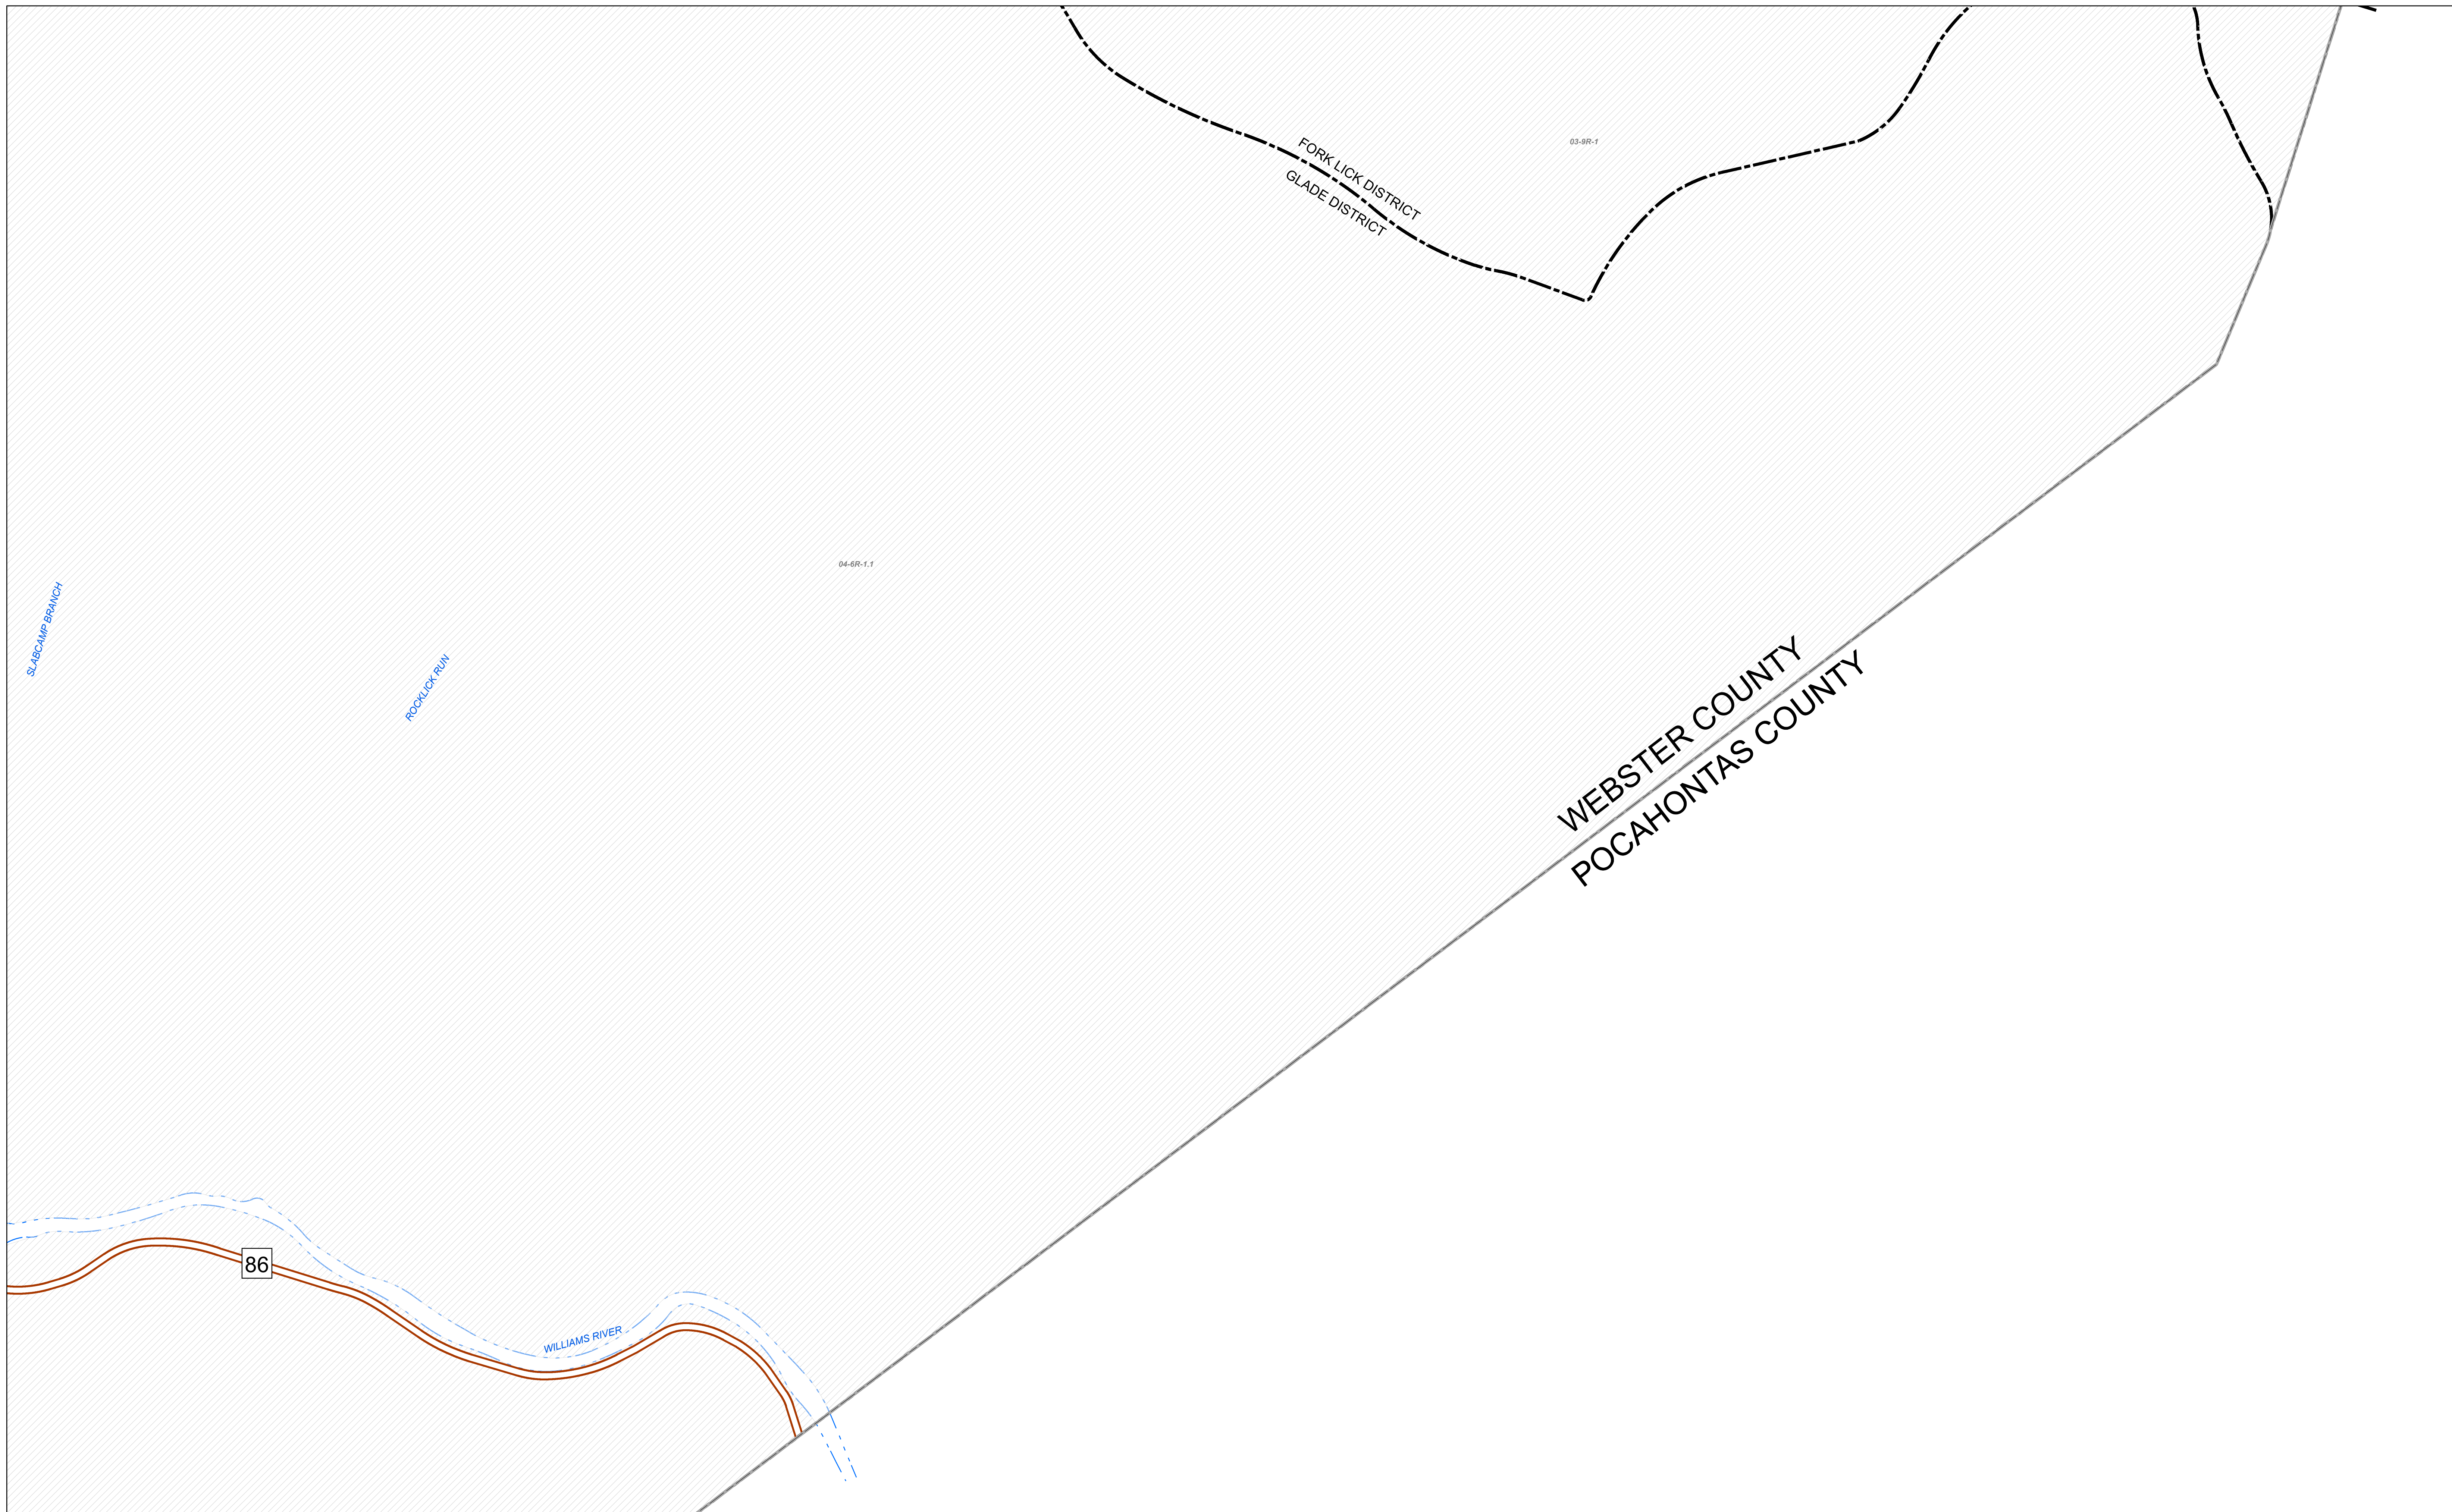 03-9R-1
FORK LICK DISTRICT
GLADE DISTRICT
04-6R-1.1
SLABCAMP BRANCH
ROCKLICK RUN
WEBSTER COUNTY
POCAHONTAS COUNTY
86
WILLIAMS RIVER